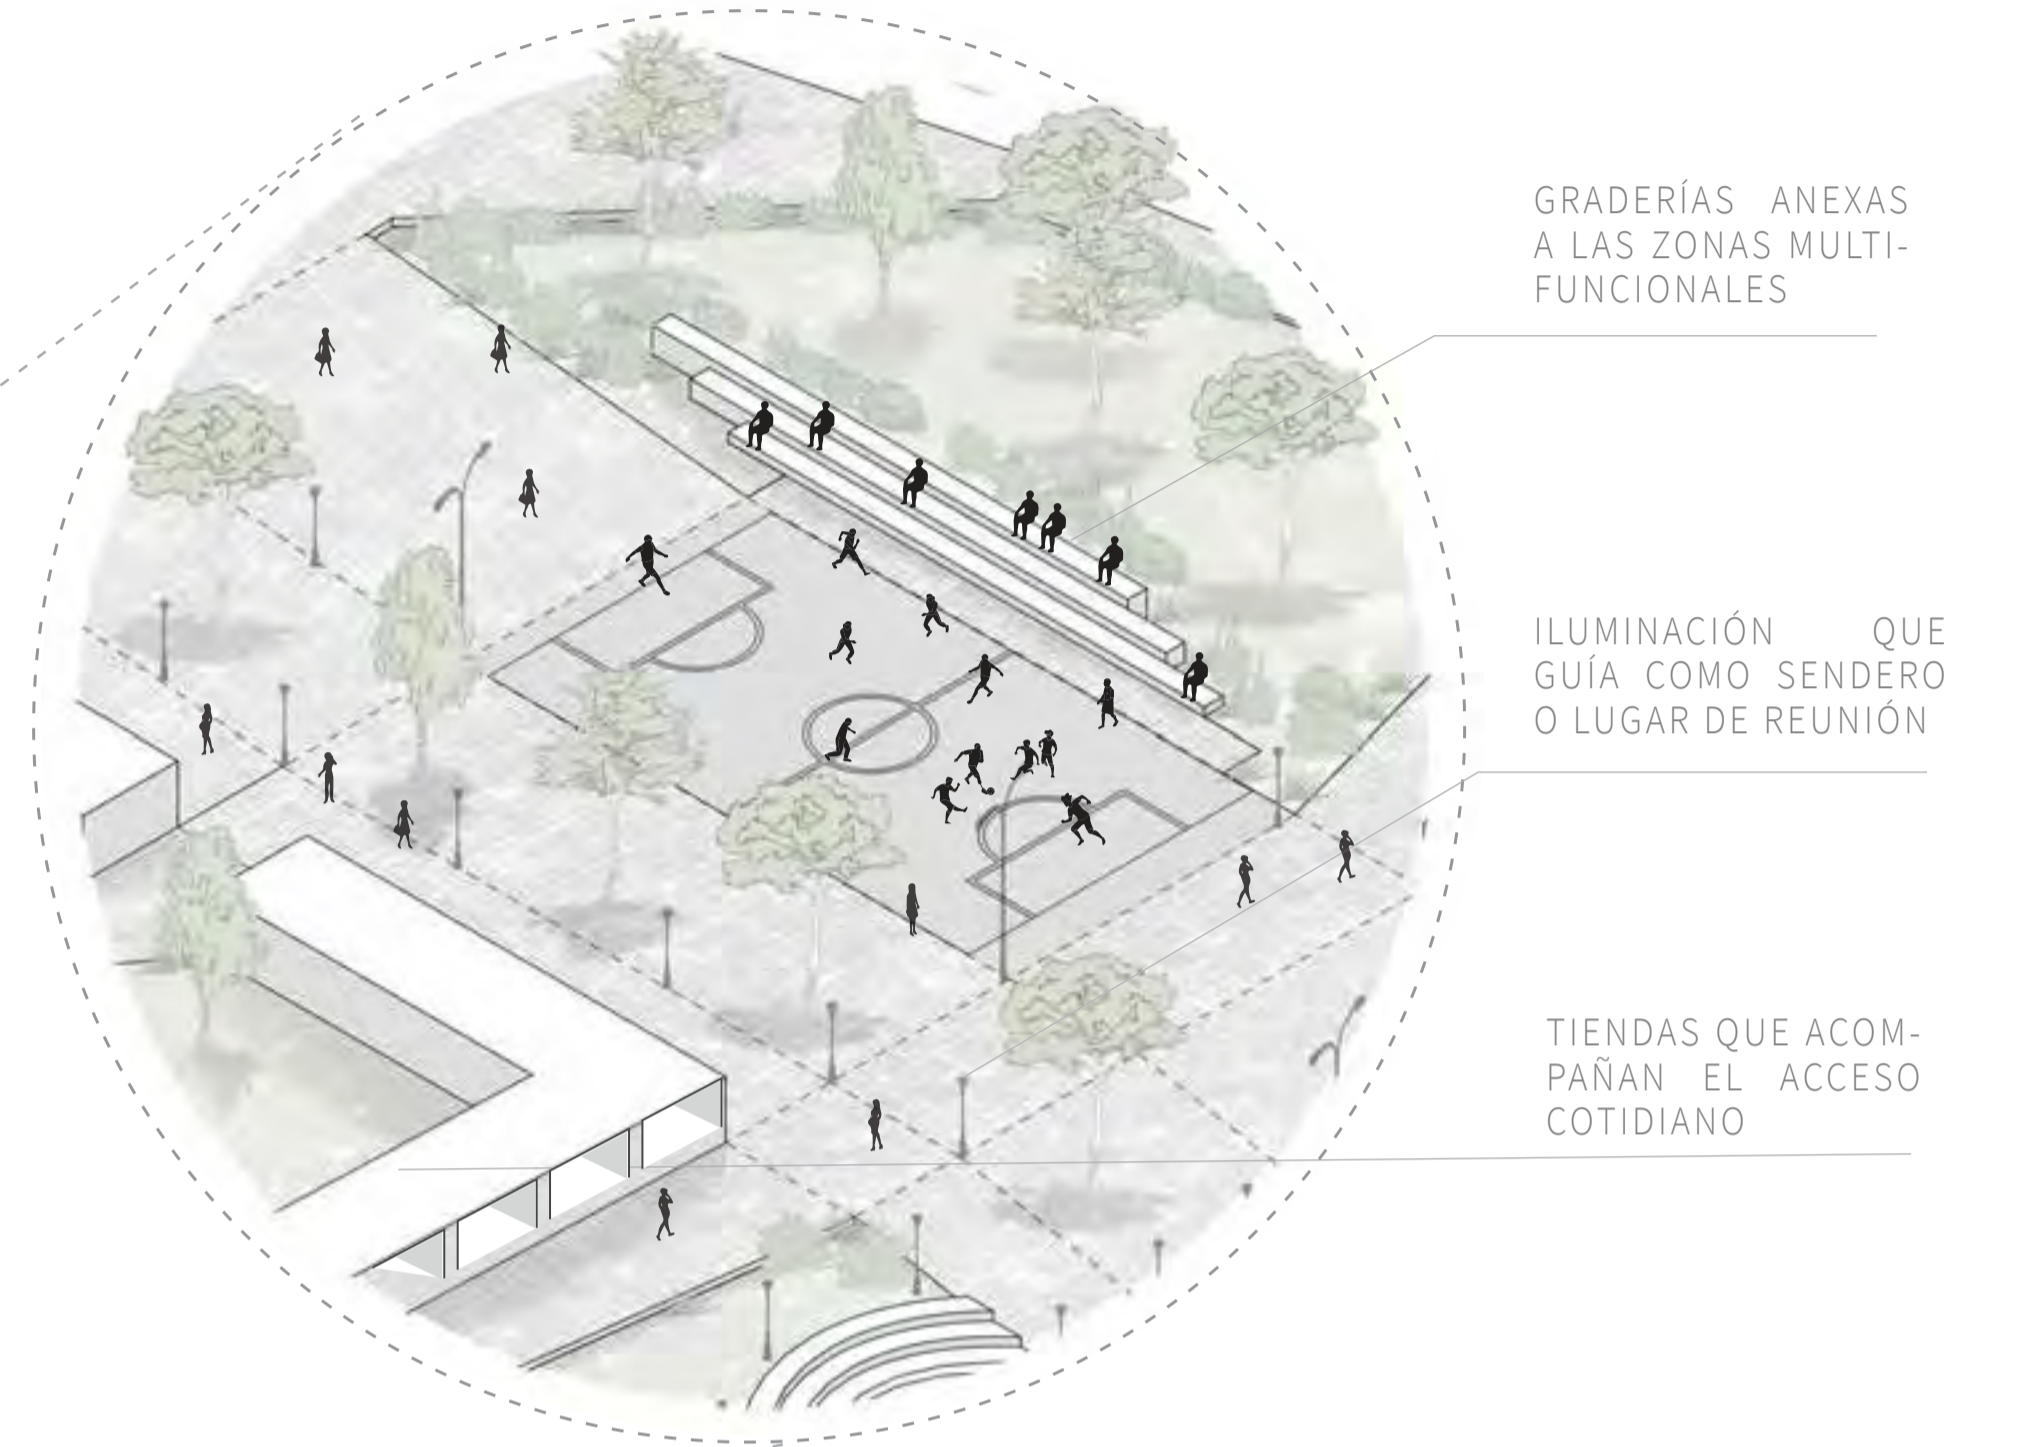 GRADERÍAS ANEXAS
A LAS ZONAS MULTI-
FUNCIONALES
ILUMINACIÓN QUE
GUÍA COMO SENDERO
O LUGAR DE REUNIÓN
TIENDAS QUE ACOM-
PAÑAN EL ACCESO
COTIDIANO